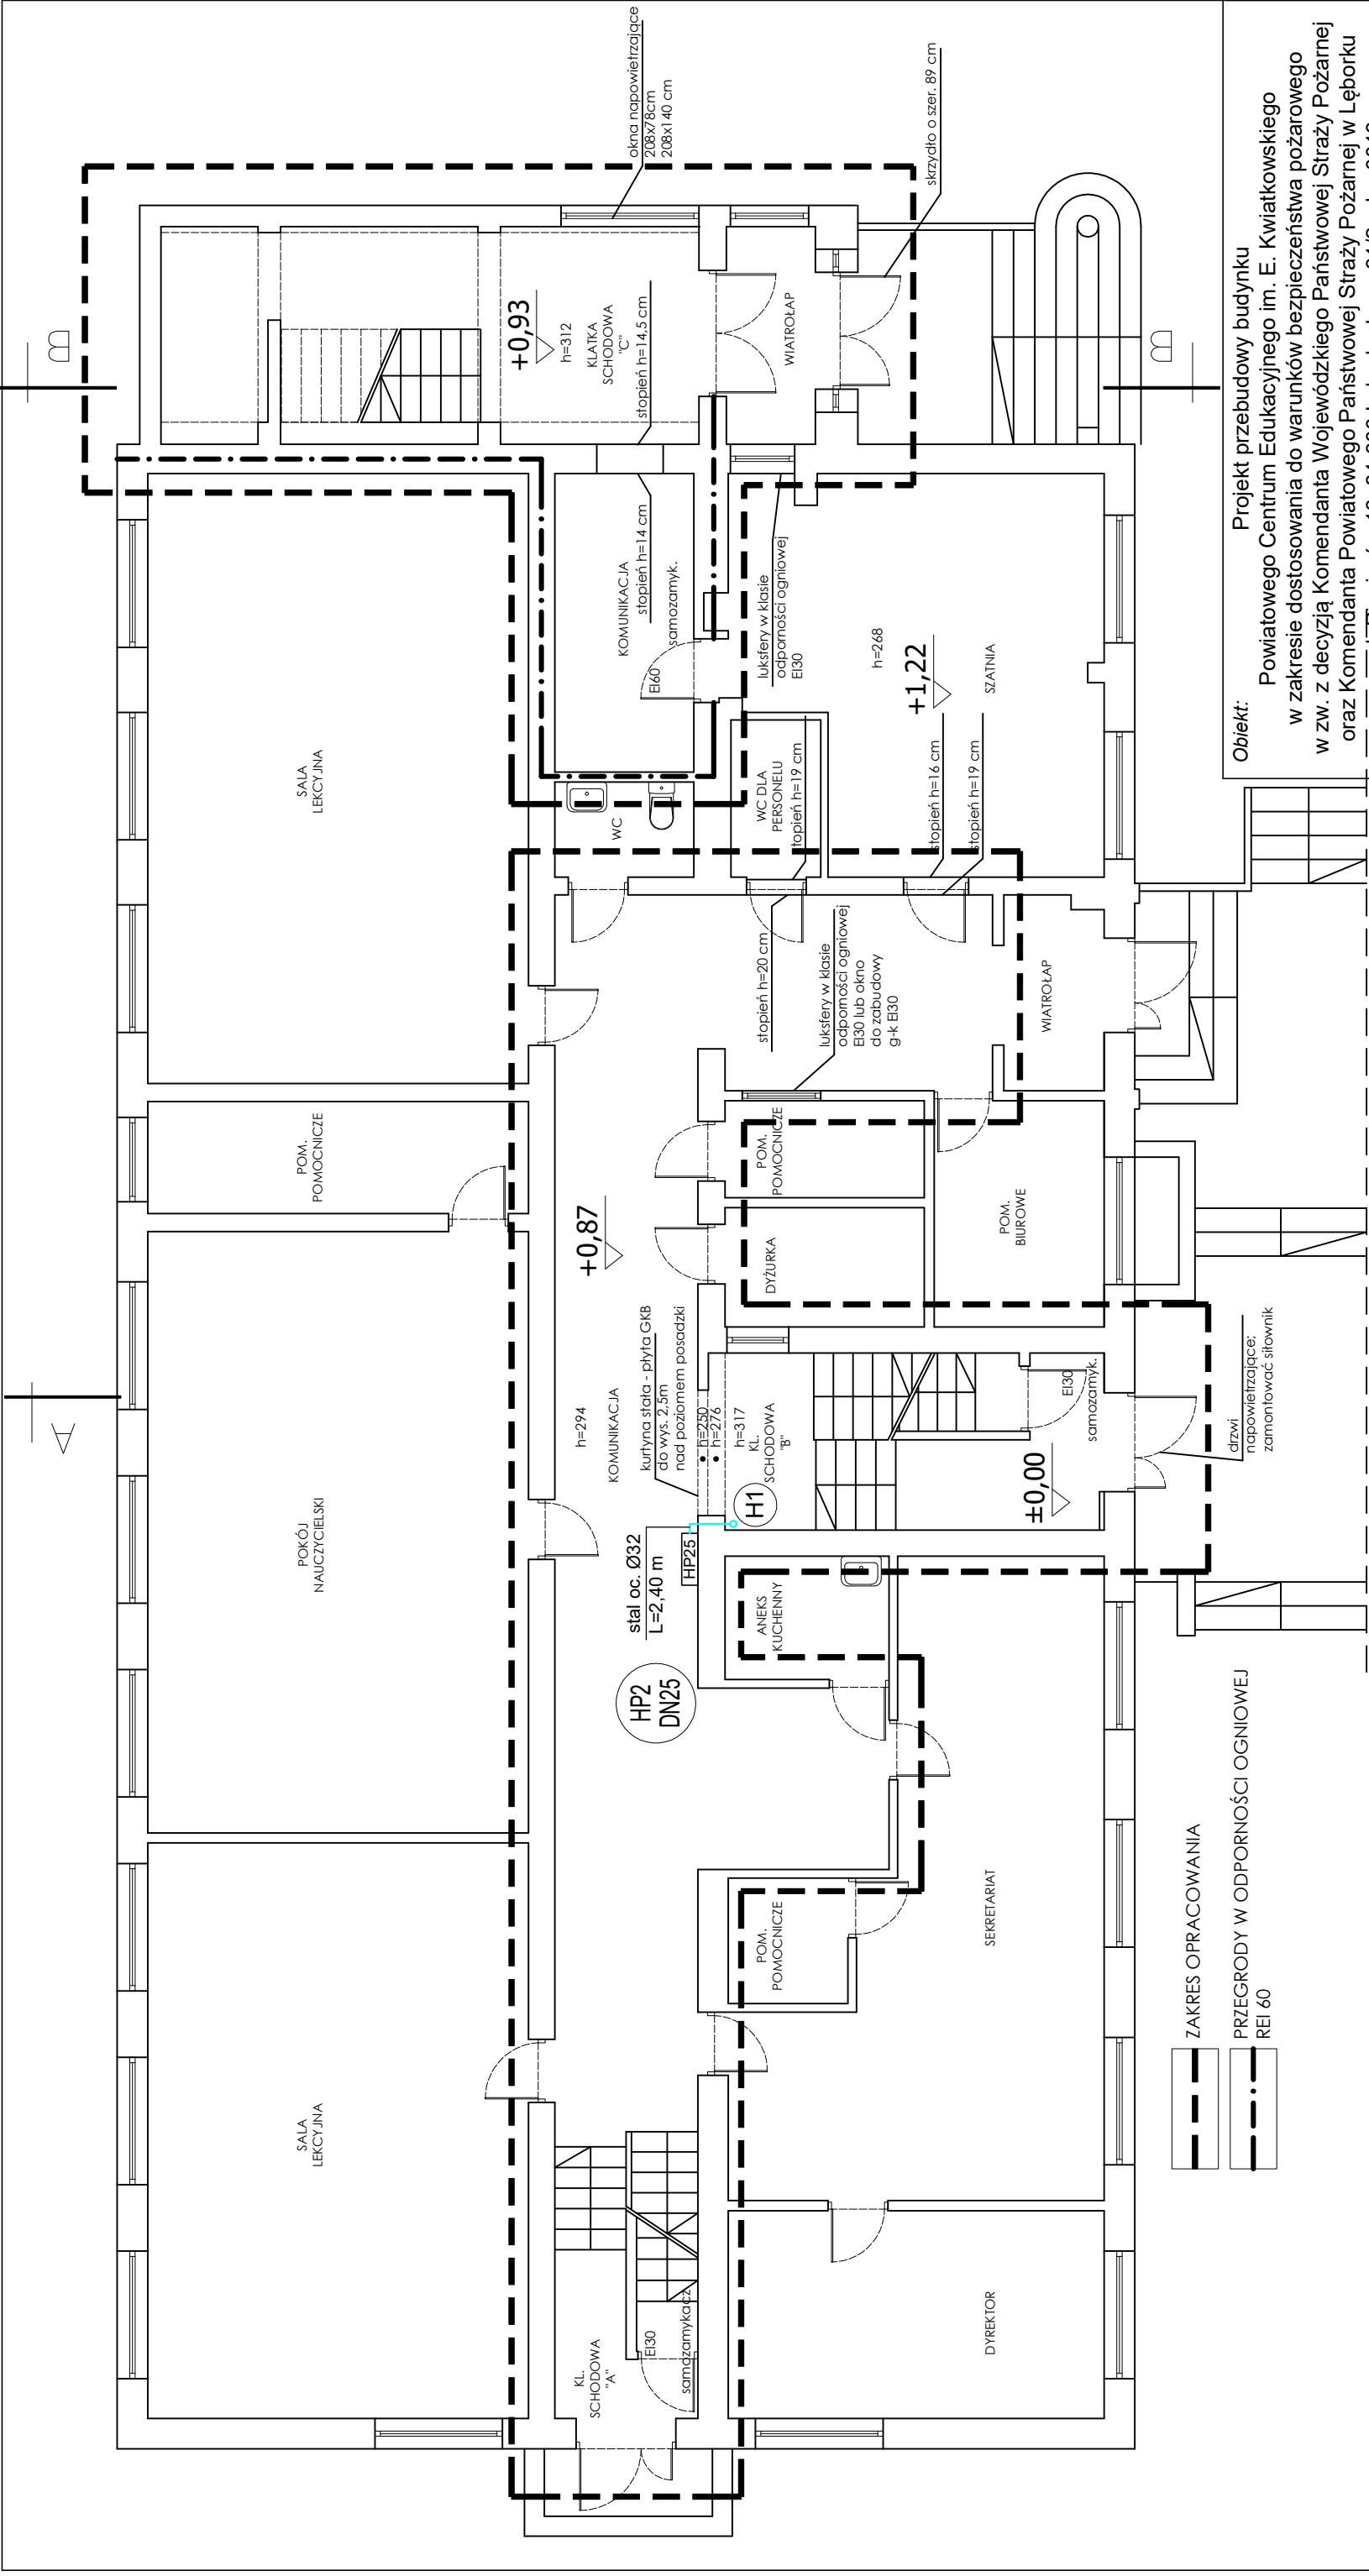 A
B
SALA
LEKCYJNA
POKÓJ
NAUCZYCIELSKI
POM.
POMOCNICZE
SALA
LEKCYJNA
KL.
SCHODOWA
"A"
EI30
samozamykacz
HP2
DN25
stal oc. Ø32
L=2,40 m
HP25
H1
h=294
KOMUNIKACJA
kurtyna stała - płyta GKB
do wys. 2,5m
nad poziomem posadzki
h=250
h=276
h=317
KL.
SCHODOWA
"B"
+0,87
WC
KOMUNIKACJA
stopień h=14 cm
samozamyk.
EI60
+0,93
h=312
KLATKA
SCHODOWA
"C"
stopień h=14,5 cm
okna napowietrzające
208x78cm
208x140 cm
WIATROŁAP
skrzydło o szer. 89 cm
POM.
POMOCNICZE
ANEKS
KUCHENNY
DYŻURKA
POM.
POMOCNICZE
stopień h=20 cm
luksfery w klasie
odporności ogniowej
EI30 lub okno
do zabudowy
g-k EI30
WC DLA
PERSONELU
stopień h=19 cm
luksfery w klasie
odporności ogniowej
EI30
h=268
+1,22
stopień h=16 cm
stopień h=19 cm
SZATNIA
DYREKTOR
SEKRETARIAT
±0,00
EI30
samozamyk.
POM.
BIUROWE
WIATROŁAP
B
drzwi
napowietrzające;
zamontować siłownik
ZAKRES OPRACOWANIA
PRZEGRODY W ODPORNOŚCI OGNIOWEJ
REI 60
Obiekt:
Projekt przebudowy budynku
Powiatowego Centrum Edukacyjnego im. E. Kwiatkowskiego
w zakresie dostosowania do warunków bezpieczeństwa pożarowego
w zw. z decyzją Komendanta Wojewódzkiego Państwowej Straży Pożarnej
oraz Komendanta Powiatowego Państwowej Straży Pożarnej w Lęborku